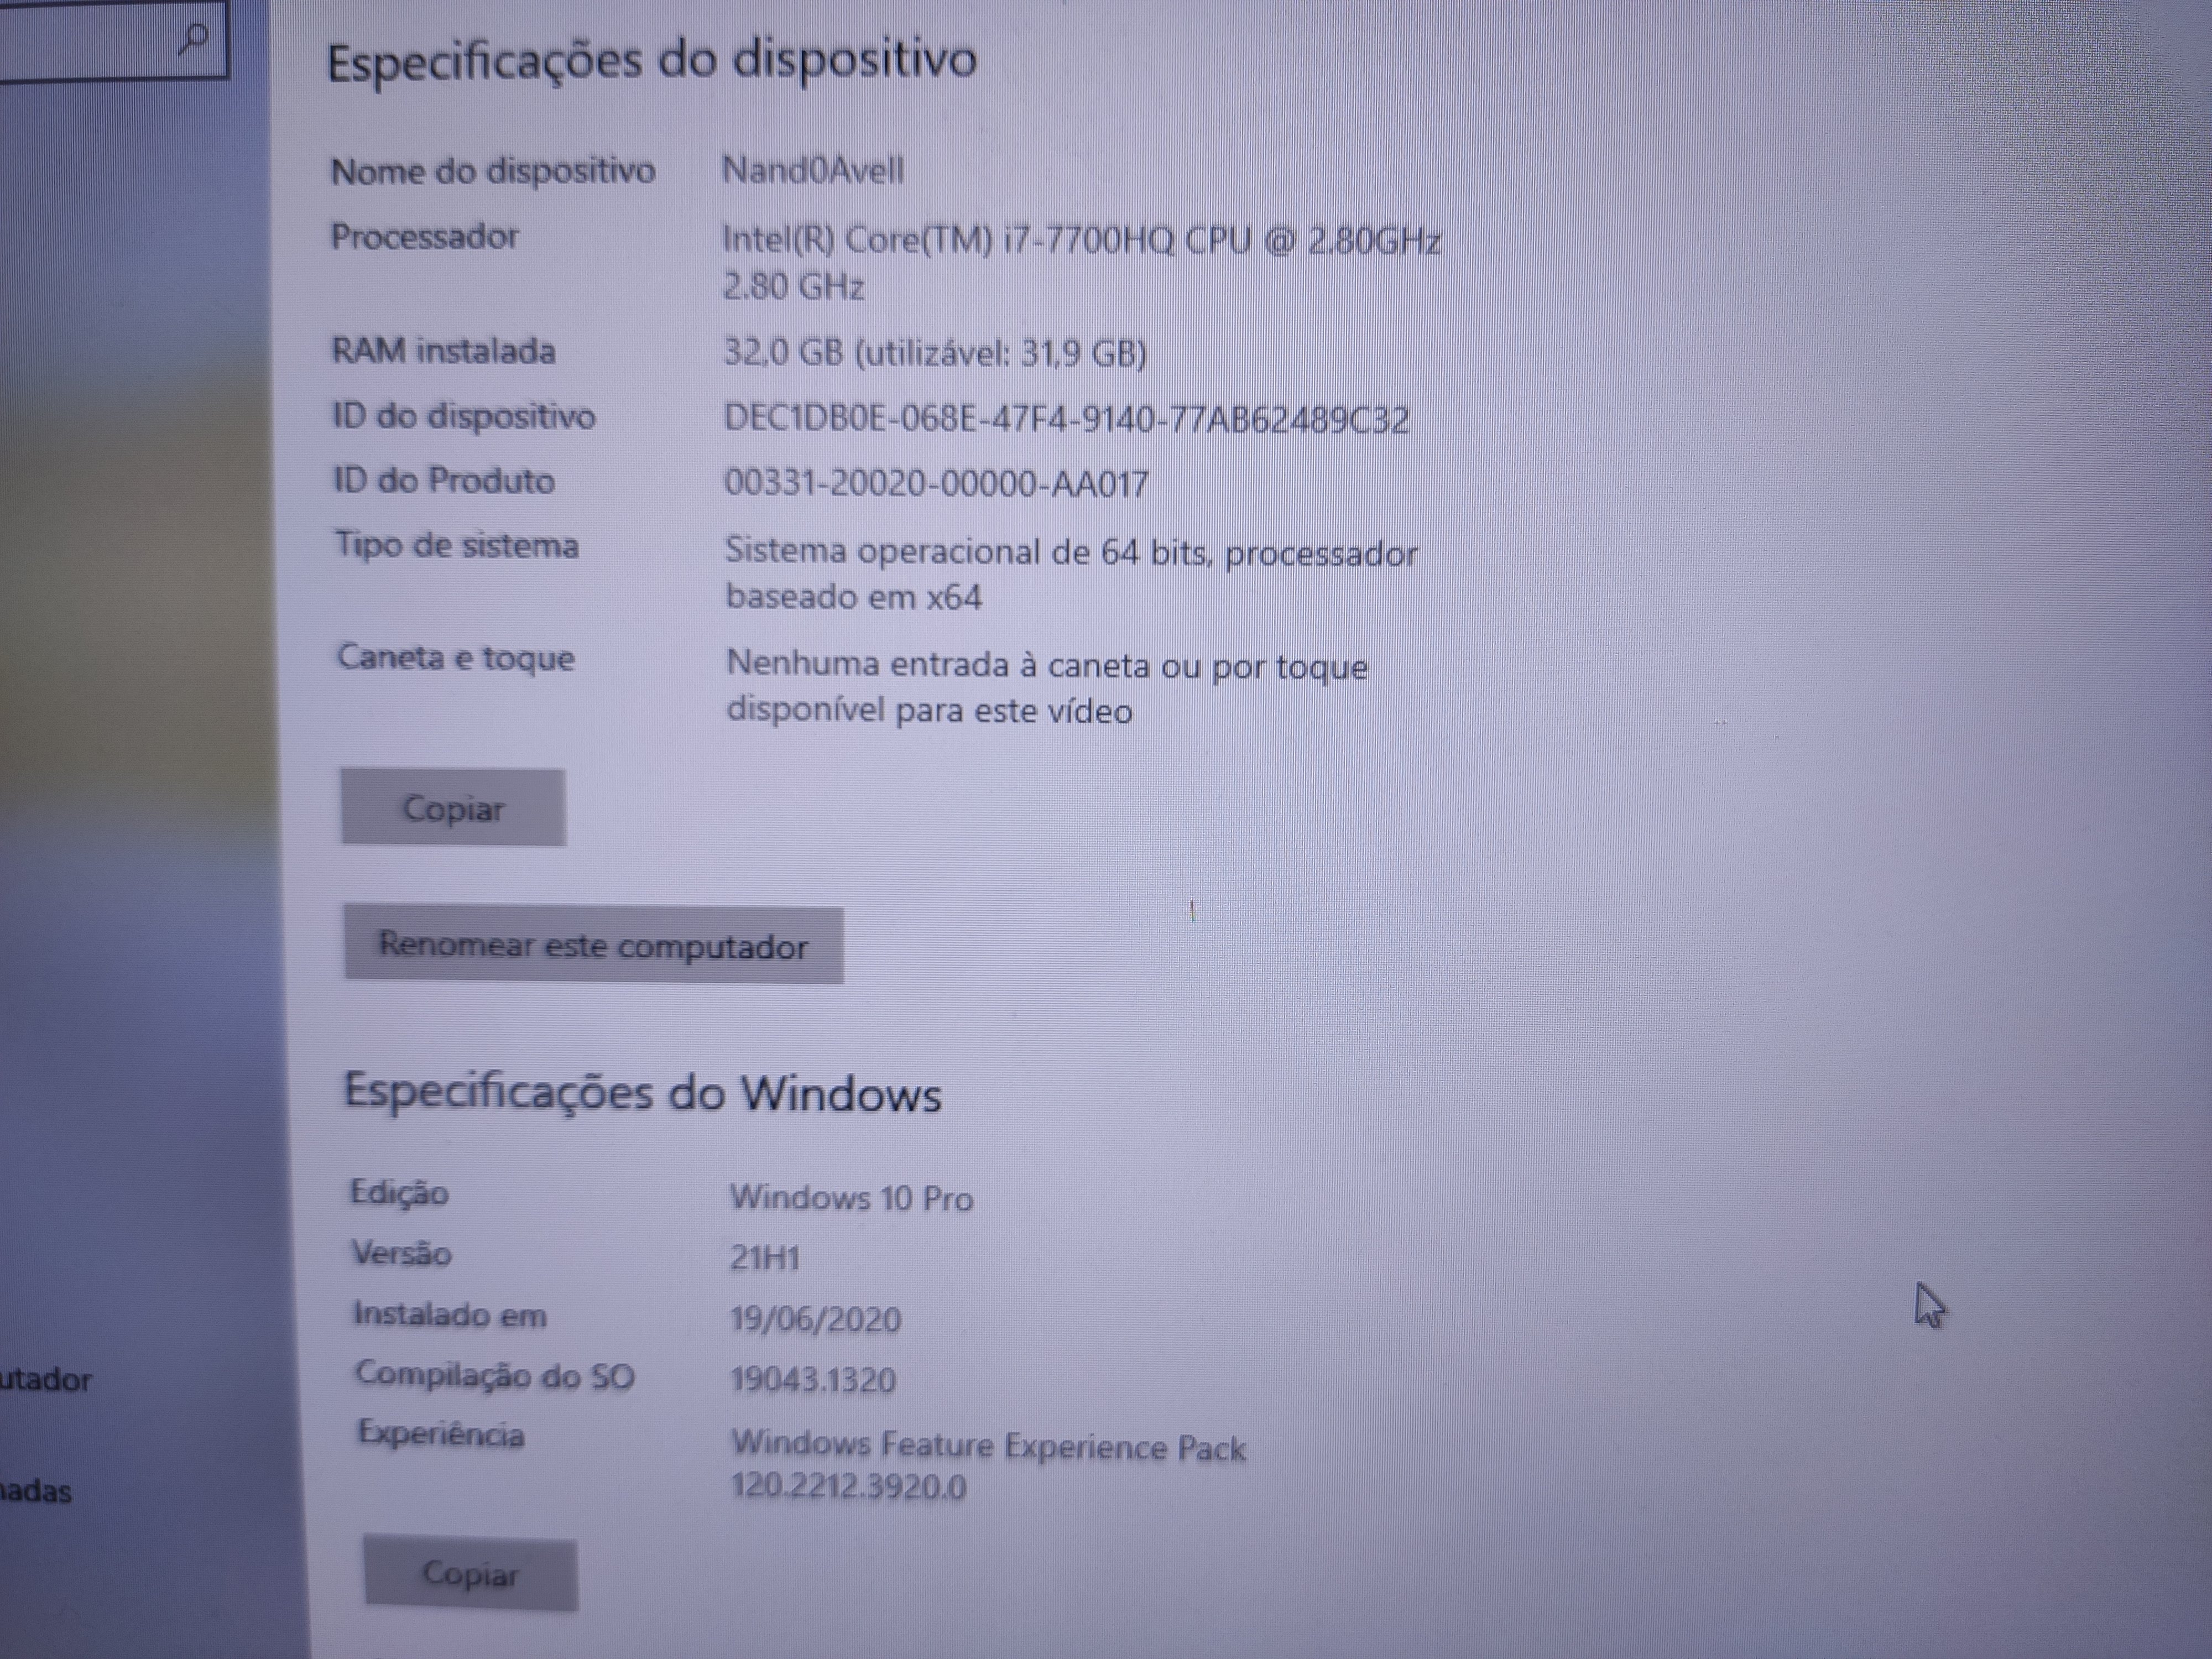 Especificações do dispositivo
Nome do dispositivo Nand0Avell
Processador Intel(R) Core(TM) i7-7700HQ CPU @ 2.80GHz
2.80 GHz
RAM instalada 32,0 GB (utilizável: 31,9 GB)
ID do dispositivo DEC1DB0E-068E-47F4-9140-77AB62489C32
ID do Produto 00331-20020-00000-AA017
Tipo de sistema Sistema operacional de 64 bits, processador
baseado em x64
Caneta e toque Nenhuma entrada à caneta ou por toque
disponível para este vídeo
Copiar
Renomear este computador
Especificações do Windows
Edição Windows 10 Pro
Versão 21H1
Instalado em 19/06/2020
utador
Compilação do SO 19043.1320
Experiência Windows Feature Experience Pack
120.2212.3920.0
nadas
Copiar